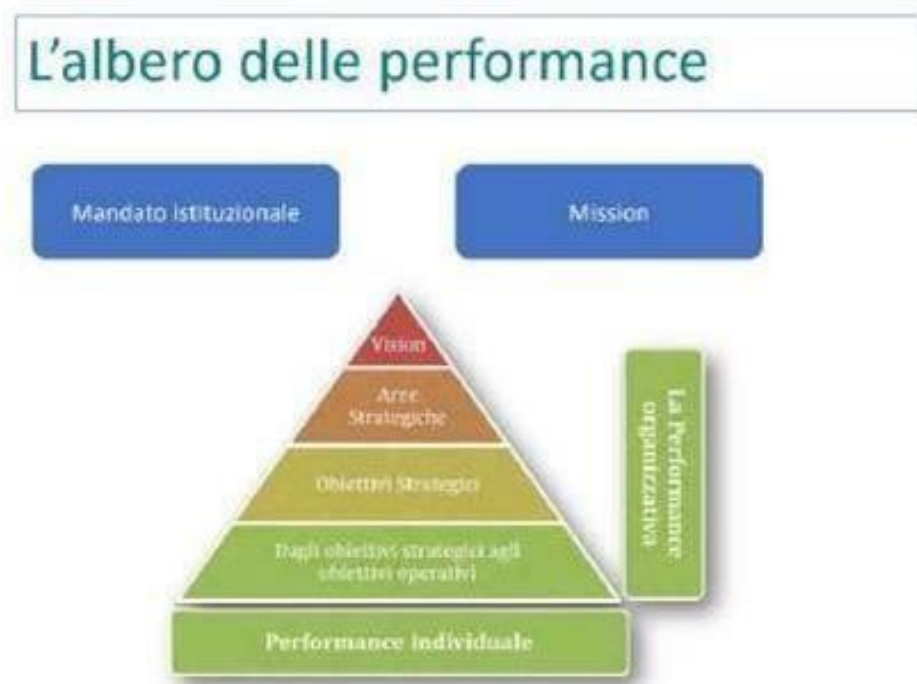 L'albero delle performance
Mandato istituzionale
Mission
Vision
Aree
Strategiche
Obiettivi Strategici
Dagli obiettivi strategici agli
obiettivi operativi
La Performance
organizzativa
Performance individuale